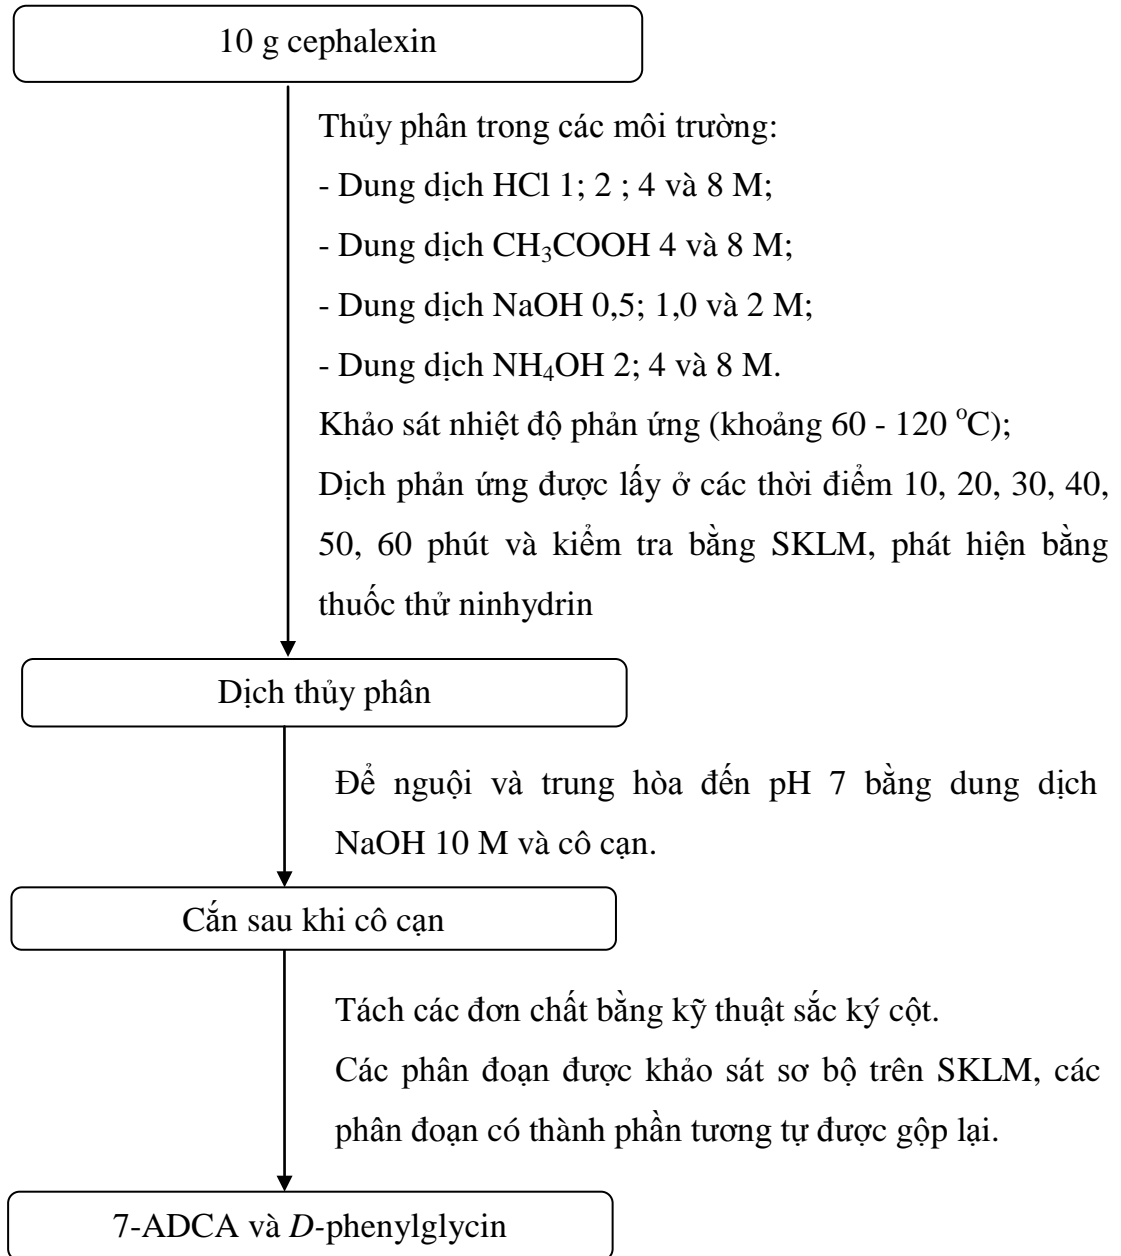 10 g cephalexin
Thủy phân trong các môi trường:
- Dung dịch HCl 1; 2 ; 4 và 8 M;
- Dung dịch CH₃COOH 4 và 8 M;
- Dung dịch NaOH 0,5; 1,0 và 2 M;
- Dung dịch NH₄OH 2; 4 và 8 M.
Khảo sát nhiệt độ phản ứng (khoảng 60 - 120 ᵒC);
Dịch phản ứng được lấy ở các thời điểm 10, 20, 30, 40,
50, 60 phút và kiểm tra bằng SKLM, phát hiện bằng
thuốc thử ninhydrin
Dịch thủy phân
Để nguội và trung hòa đến pH 7 bằng dung dịch
NaOH 10 M và cô cạn.
Cắn sau khi cô cạn
Tách các đơn chất bằng kỹ thuật sắc ký cột.
Các phân đoạn được khảo sát sơ bộ trên SKLM, các
phân đoạn có thành phần tương tự được gộp lại.
7-ADCA và D-phenylglycin